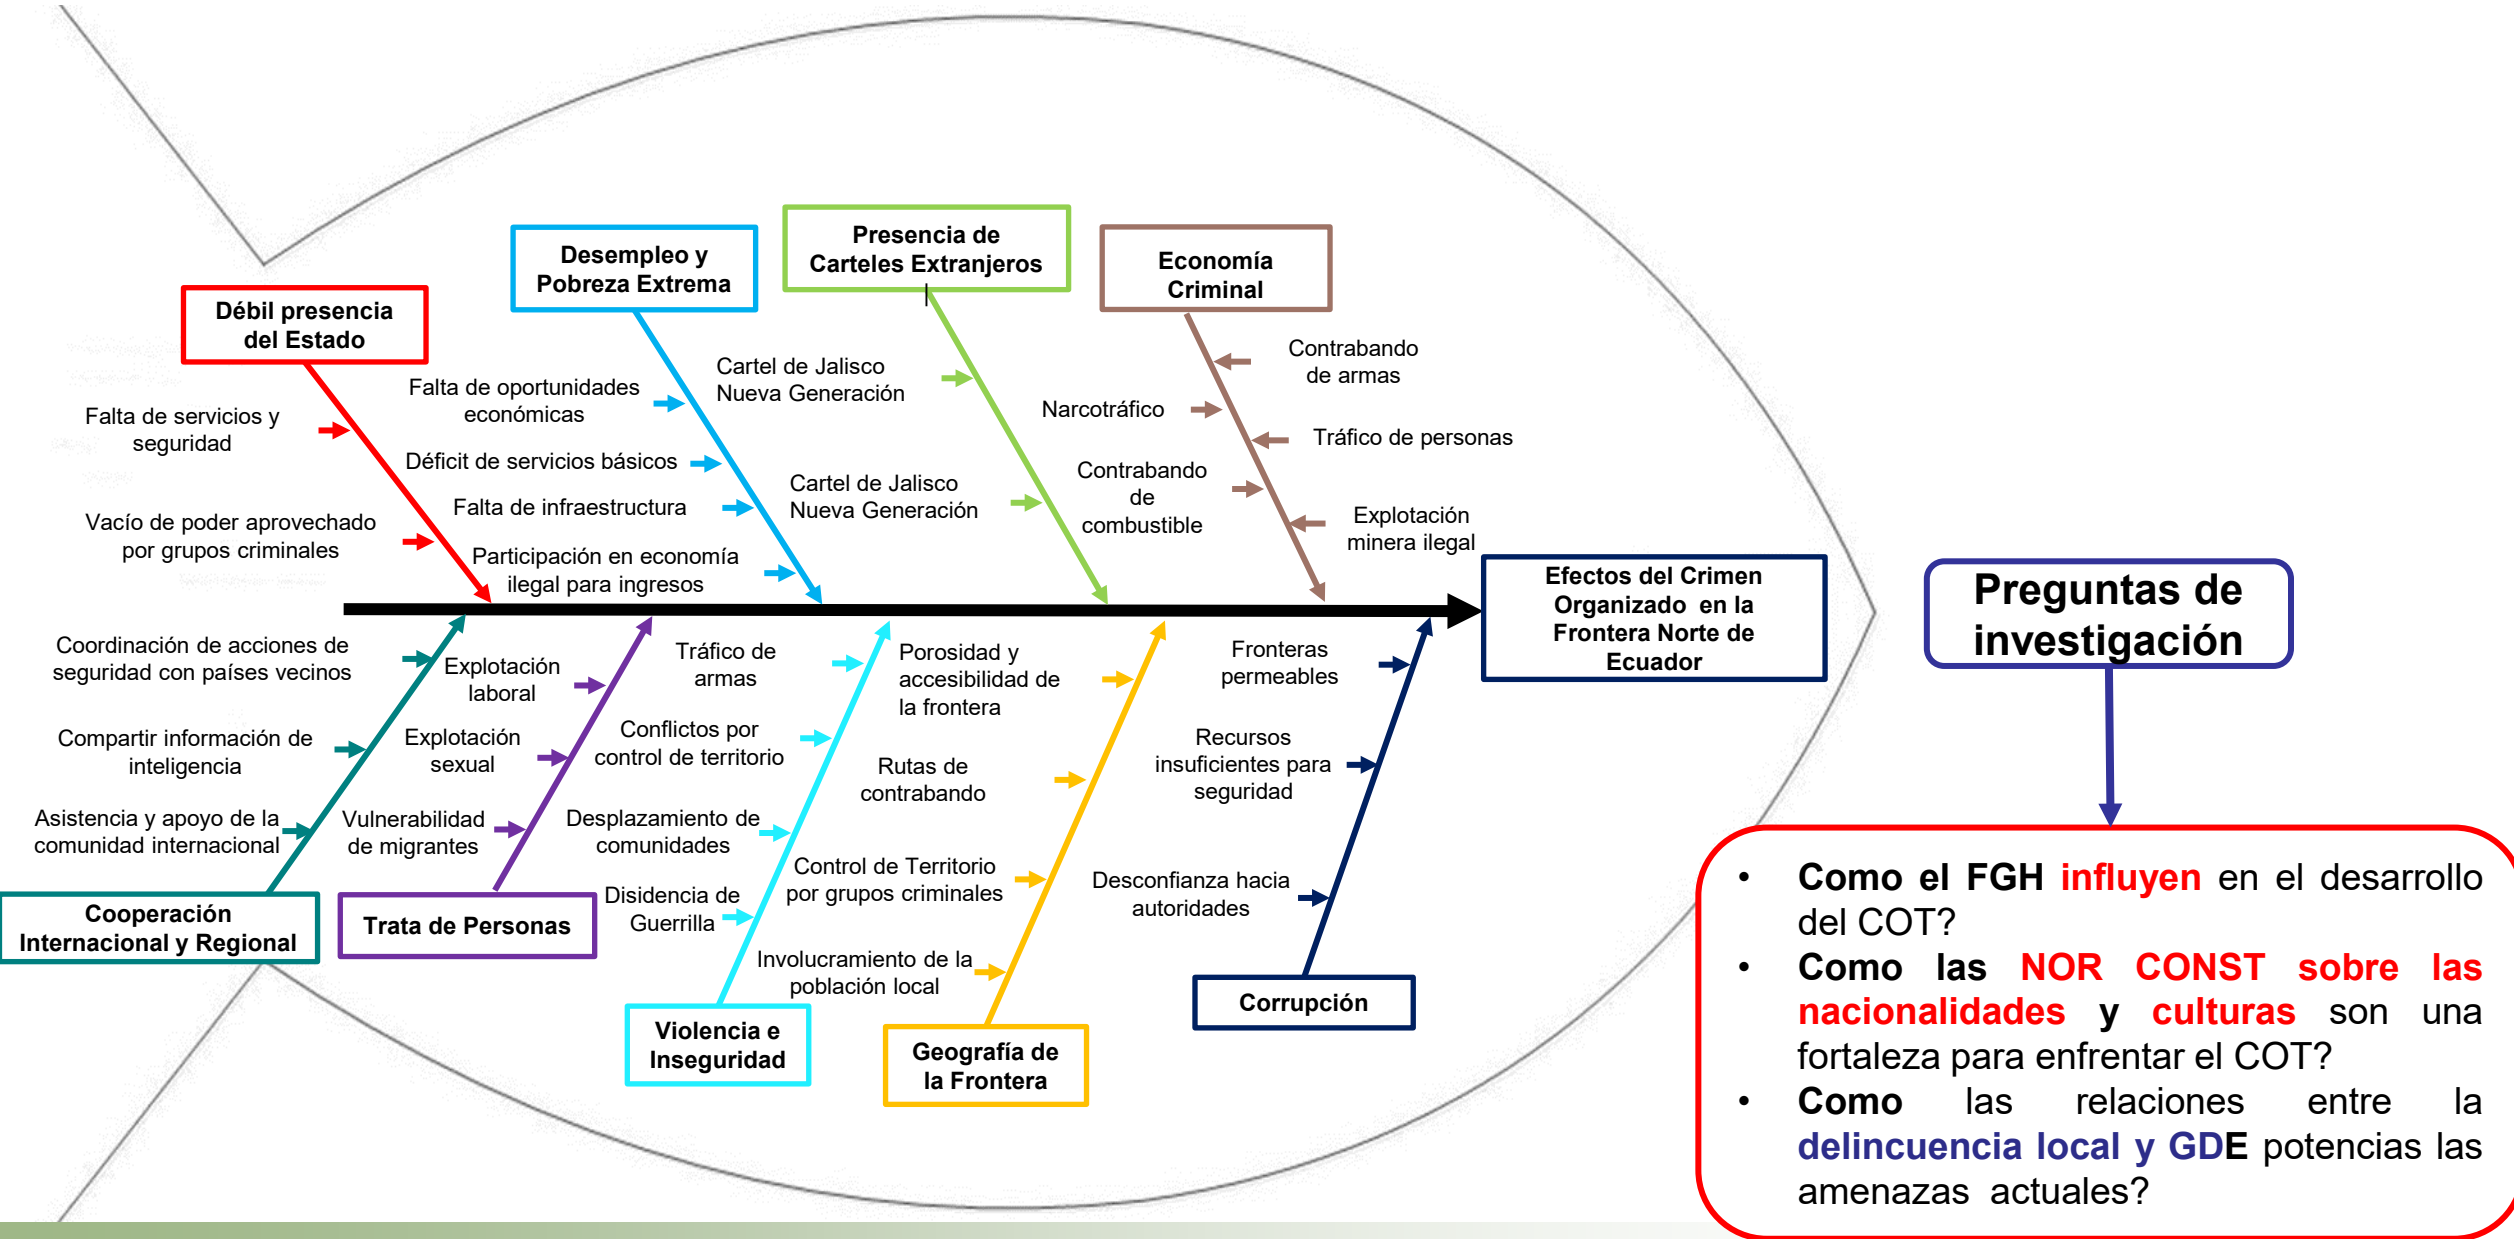 Débil presencia
del Estado
Falta de servicios y
seguridad
Vacío de poder aprovechado
por grupos criminales
Desempleo y
Pobreza Extrema
Falta de oportunidades
económicas
Déficit de servicios básicos
Falta de infraestructura
Participación en economía
ilegal para ingresos
Presencia de
Carteles Extranjeros
Cartel de Jalisco
Nueva Generación
Cartel de Jalisco
Nueva Generación
Economía
Criminal
Contrabando
de armas
Narcotráfico
Tráfico de personas
Contrabando
de
combustible
Explotación
minera ilegal
Efectos del Crimen
Organizado en la
Frontera Norte de
Ecuador
Coordinación de acciones de
seguridad con países vecinos
Compartir información de
inteligencia
Asistencia y apoyo de la
comunidad internacional
Cooperación
Internacional y Regional
Explotación
laboral
Explotación
sexual
Vulnerabilidad
de migrantes
Trata de Personas
Tráfico de
armas
Conflictos por
control de territorio
Desplazamiento de
comunidades
Disidencia de
Guerrilla
Violencia e
Inseguridad
Porosidad y
accesibilidad de
la frontera
Rutas de
contrabando
Control de Territorio
por grupos criminales
Involucramiento de la
población local
Geografía de
la Frontera
Fronteras
permeables
Recursos
insuficientes para
seguridad
Desconfianza hacia
autoridades
Corrupción
Preguntas de
investigación
• Como el FGH influyen en el desarrollo
del COT?
• Como las NOR CONST sobre las
nacionalidades y culturas son una
fortaleza para enfrentar el COT?
• Como las relaciones entre la
delincuencia local y GDE potencias las
amenazas actuales?